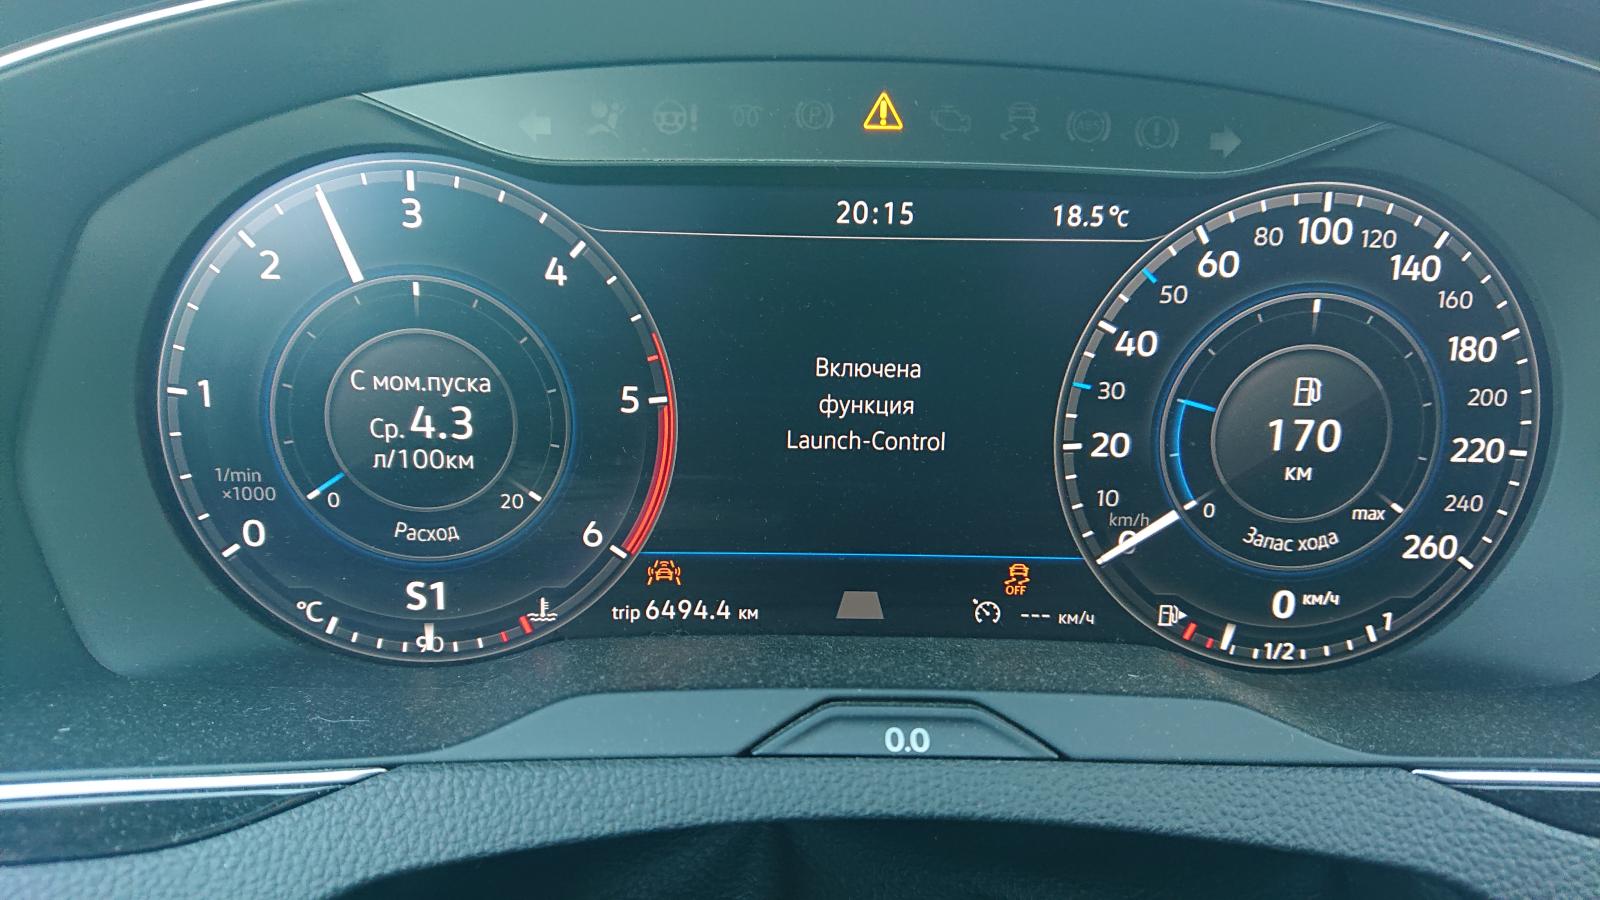 20:15
18.5°C
0
1
2
3
4
5
6
1/min
×1000
С мом.пуска
Ср. 4.3
л/100км
0
20
Расход
S1
°C
90
Включена
функция
Launch-Control
OFF
trip 6494.4 км
--- км/ч
0
10
20
30
40
50
60
80
100
120
140
160
180
200
220
240
260
km/h
170
км
0
max
Запас хода
0 км/ч
1/2
1
0.0